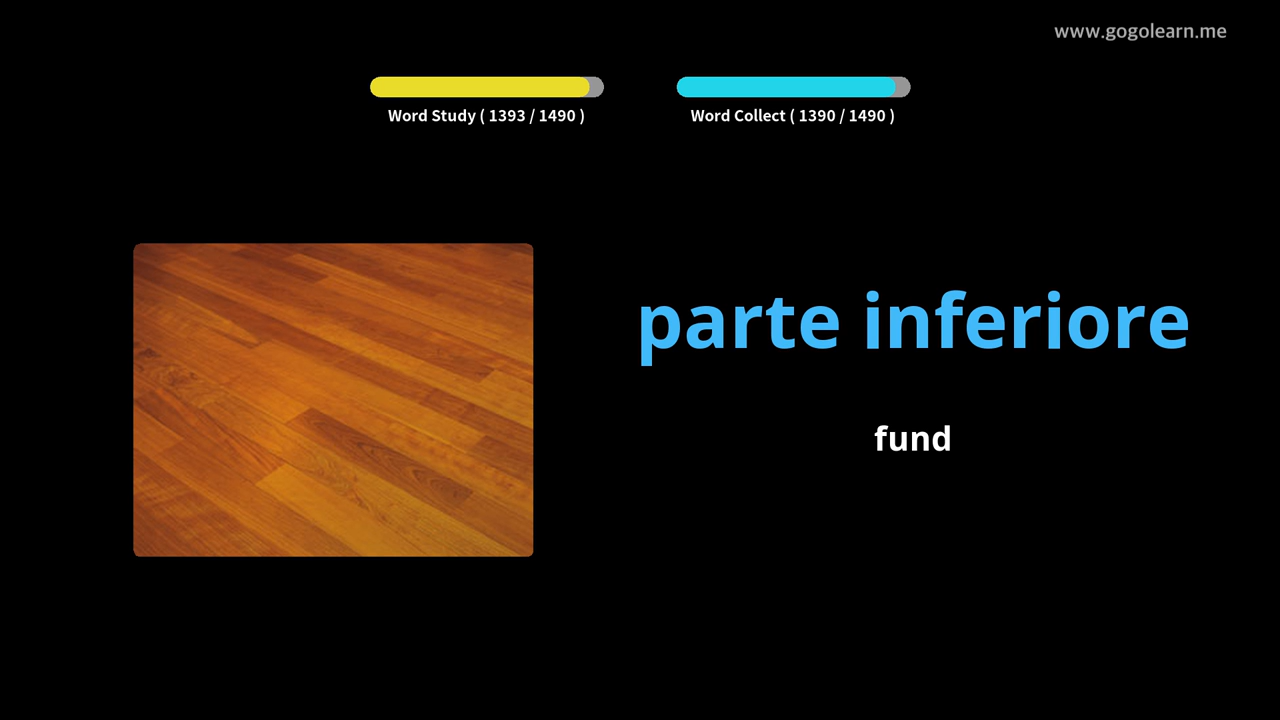 www.gogolearn.me
Word Study ( 1393 / 1490 )
Word Collect ( 1390 / 1490 )
parte inferiore
fund